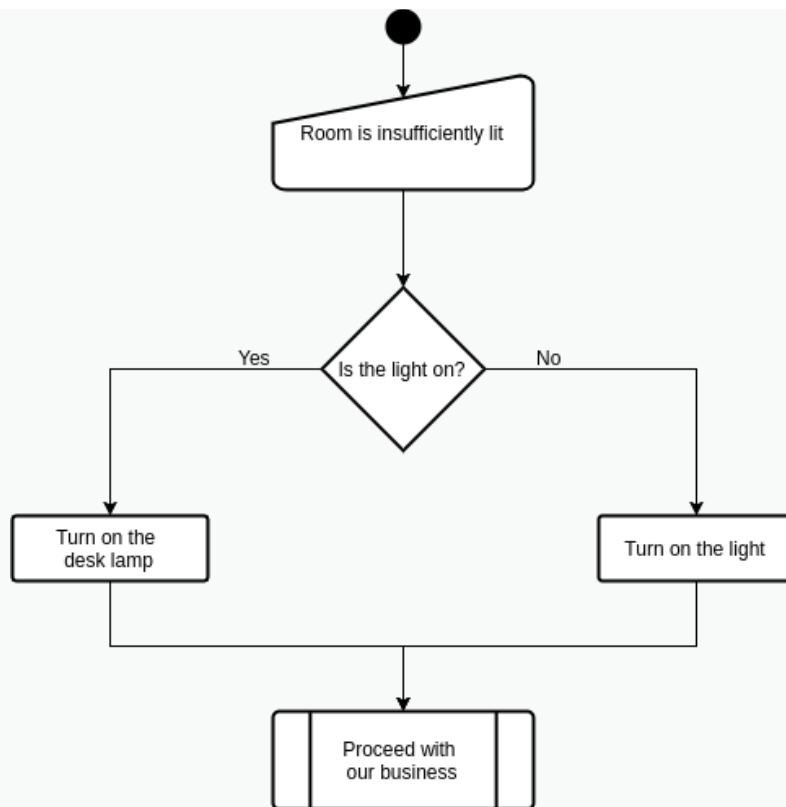 Room is insufficiently lit
Is the light on?
Yes
No
Turn on the
desk lamp
Turn on the light
Proceed with
our business